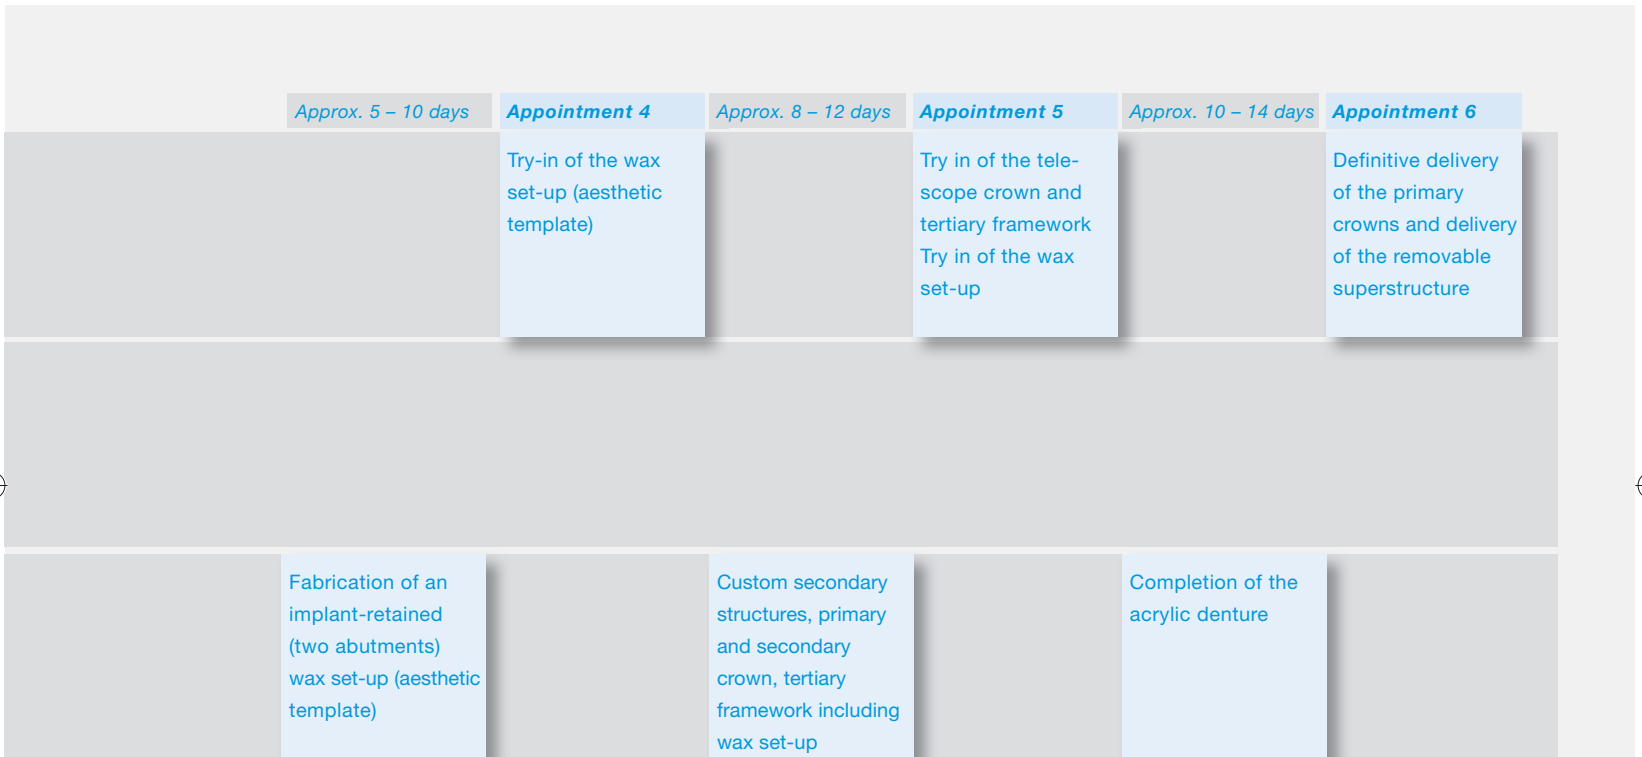 Approx. 5 – 10 days
Appointment 4
Approx. 8 – 12 days
Appointment 5
Approx. 10 – 14 days
Appointment 6
Try-in of the wax
set-up (aesthetic
template)
Try in of the tele-
scope crown and
tertiary framework
Try in of the wax
set-up
Definitive delivery
of the primary
crowns and delivery
of the removable
superstructure
Fabrication of an
implant-retained
(two abutments)
wax set-up (aesthetic
template)
Custom secondary
structures, primary
and secondary
crown, tertiary
framework including
wax set-up
Completion of the
acrylic denture